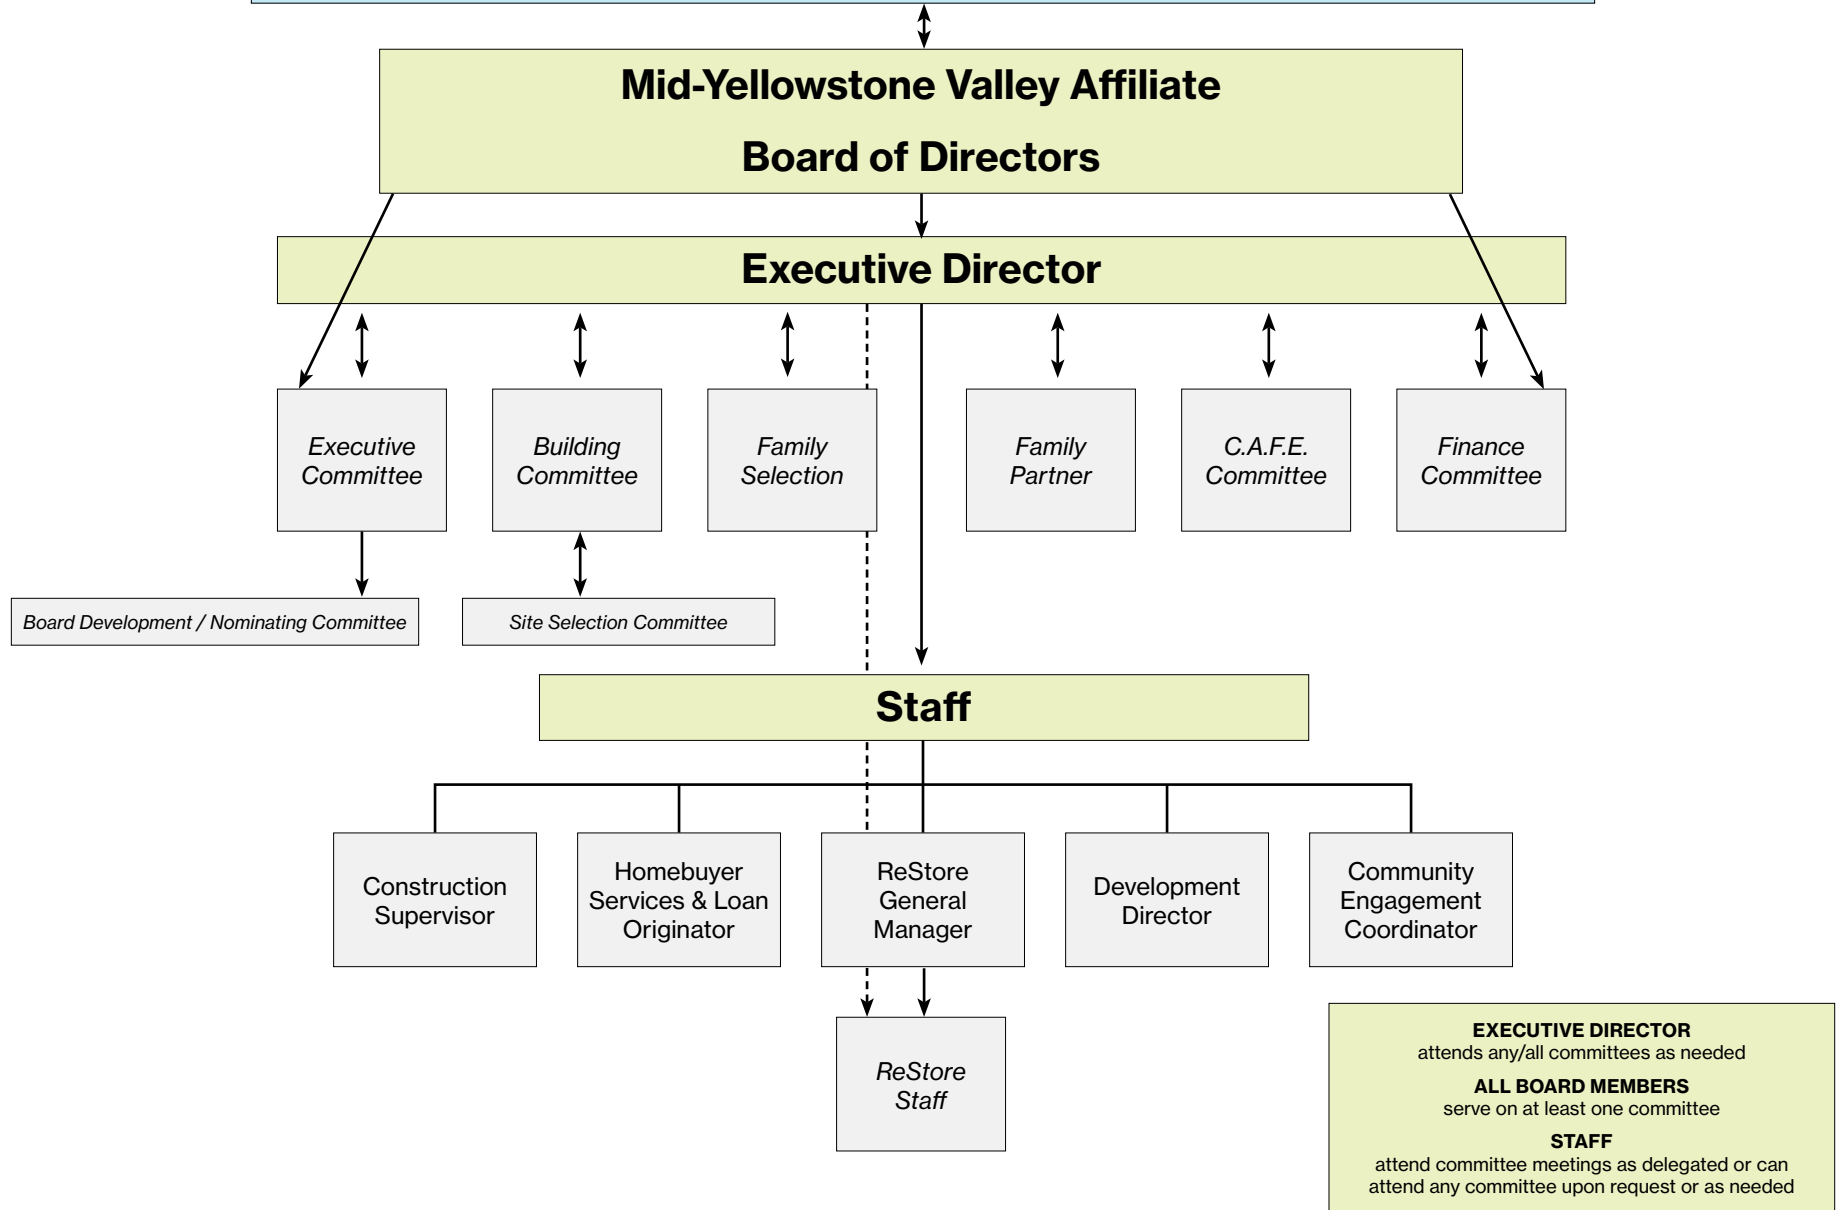 Mid-Yellowstone Valley Affiliate
Board of Directors
Executive Director
Executive
Committee
Building
Committee
Family
Selection
Family
Partner
C.A.F.E.
Committee
Finance
Committee
Board Development / Nominating Committee
Site Selection Committee
Staff
Construction
Supervisor
Homebuyer
Services & Loan
Originator
ReStore
General
Manager
Development
Director
Community
Engagement
Coordinator
ReStore
Staff
EXECUTIVE DIRECTOR
attends any/all committees as needed
ALL BOARD MEMBERS
serve on at least one committee
STAFF
attend committee meetings as delegated or can
attend any committee upon request or as needed